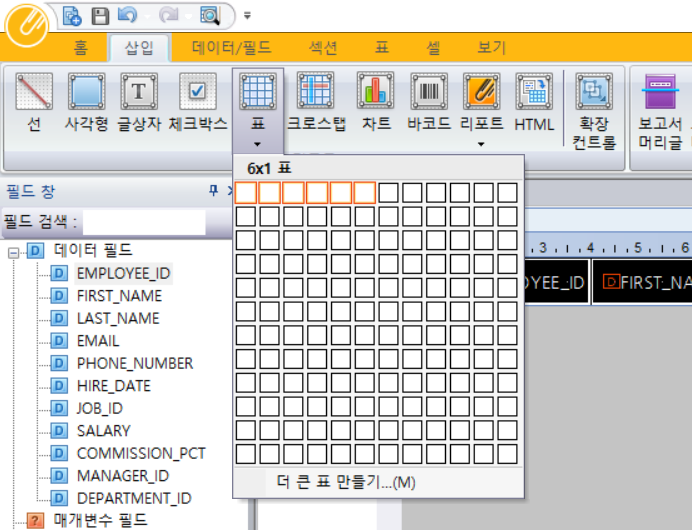 홈 삽입 데이터/필드 섹션 표 셀 보기
선 사각형 글상자 체크박스 표 크로스탭 차트 바코드 리포트 HTML 확장 컨트롤 보고서 머리글
6x1 표
필드 창
필드 검색 :
3 4 5 6
데이터 필드
EMPLOYEE_ID
YEE_ID FIRST_NA
FIRST_NAME
LAST_NAME
EMAIL
PHONE_NUMBER
HIRE_DATE
JOB_ID
SALARY
COMMISSION_PCT
MANAGER_ID
더 큰 표 만들기...(M)
DEPARTMENT_ID
매개변수 필드